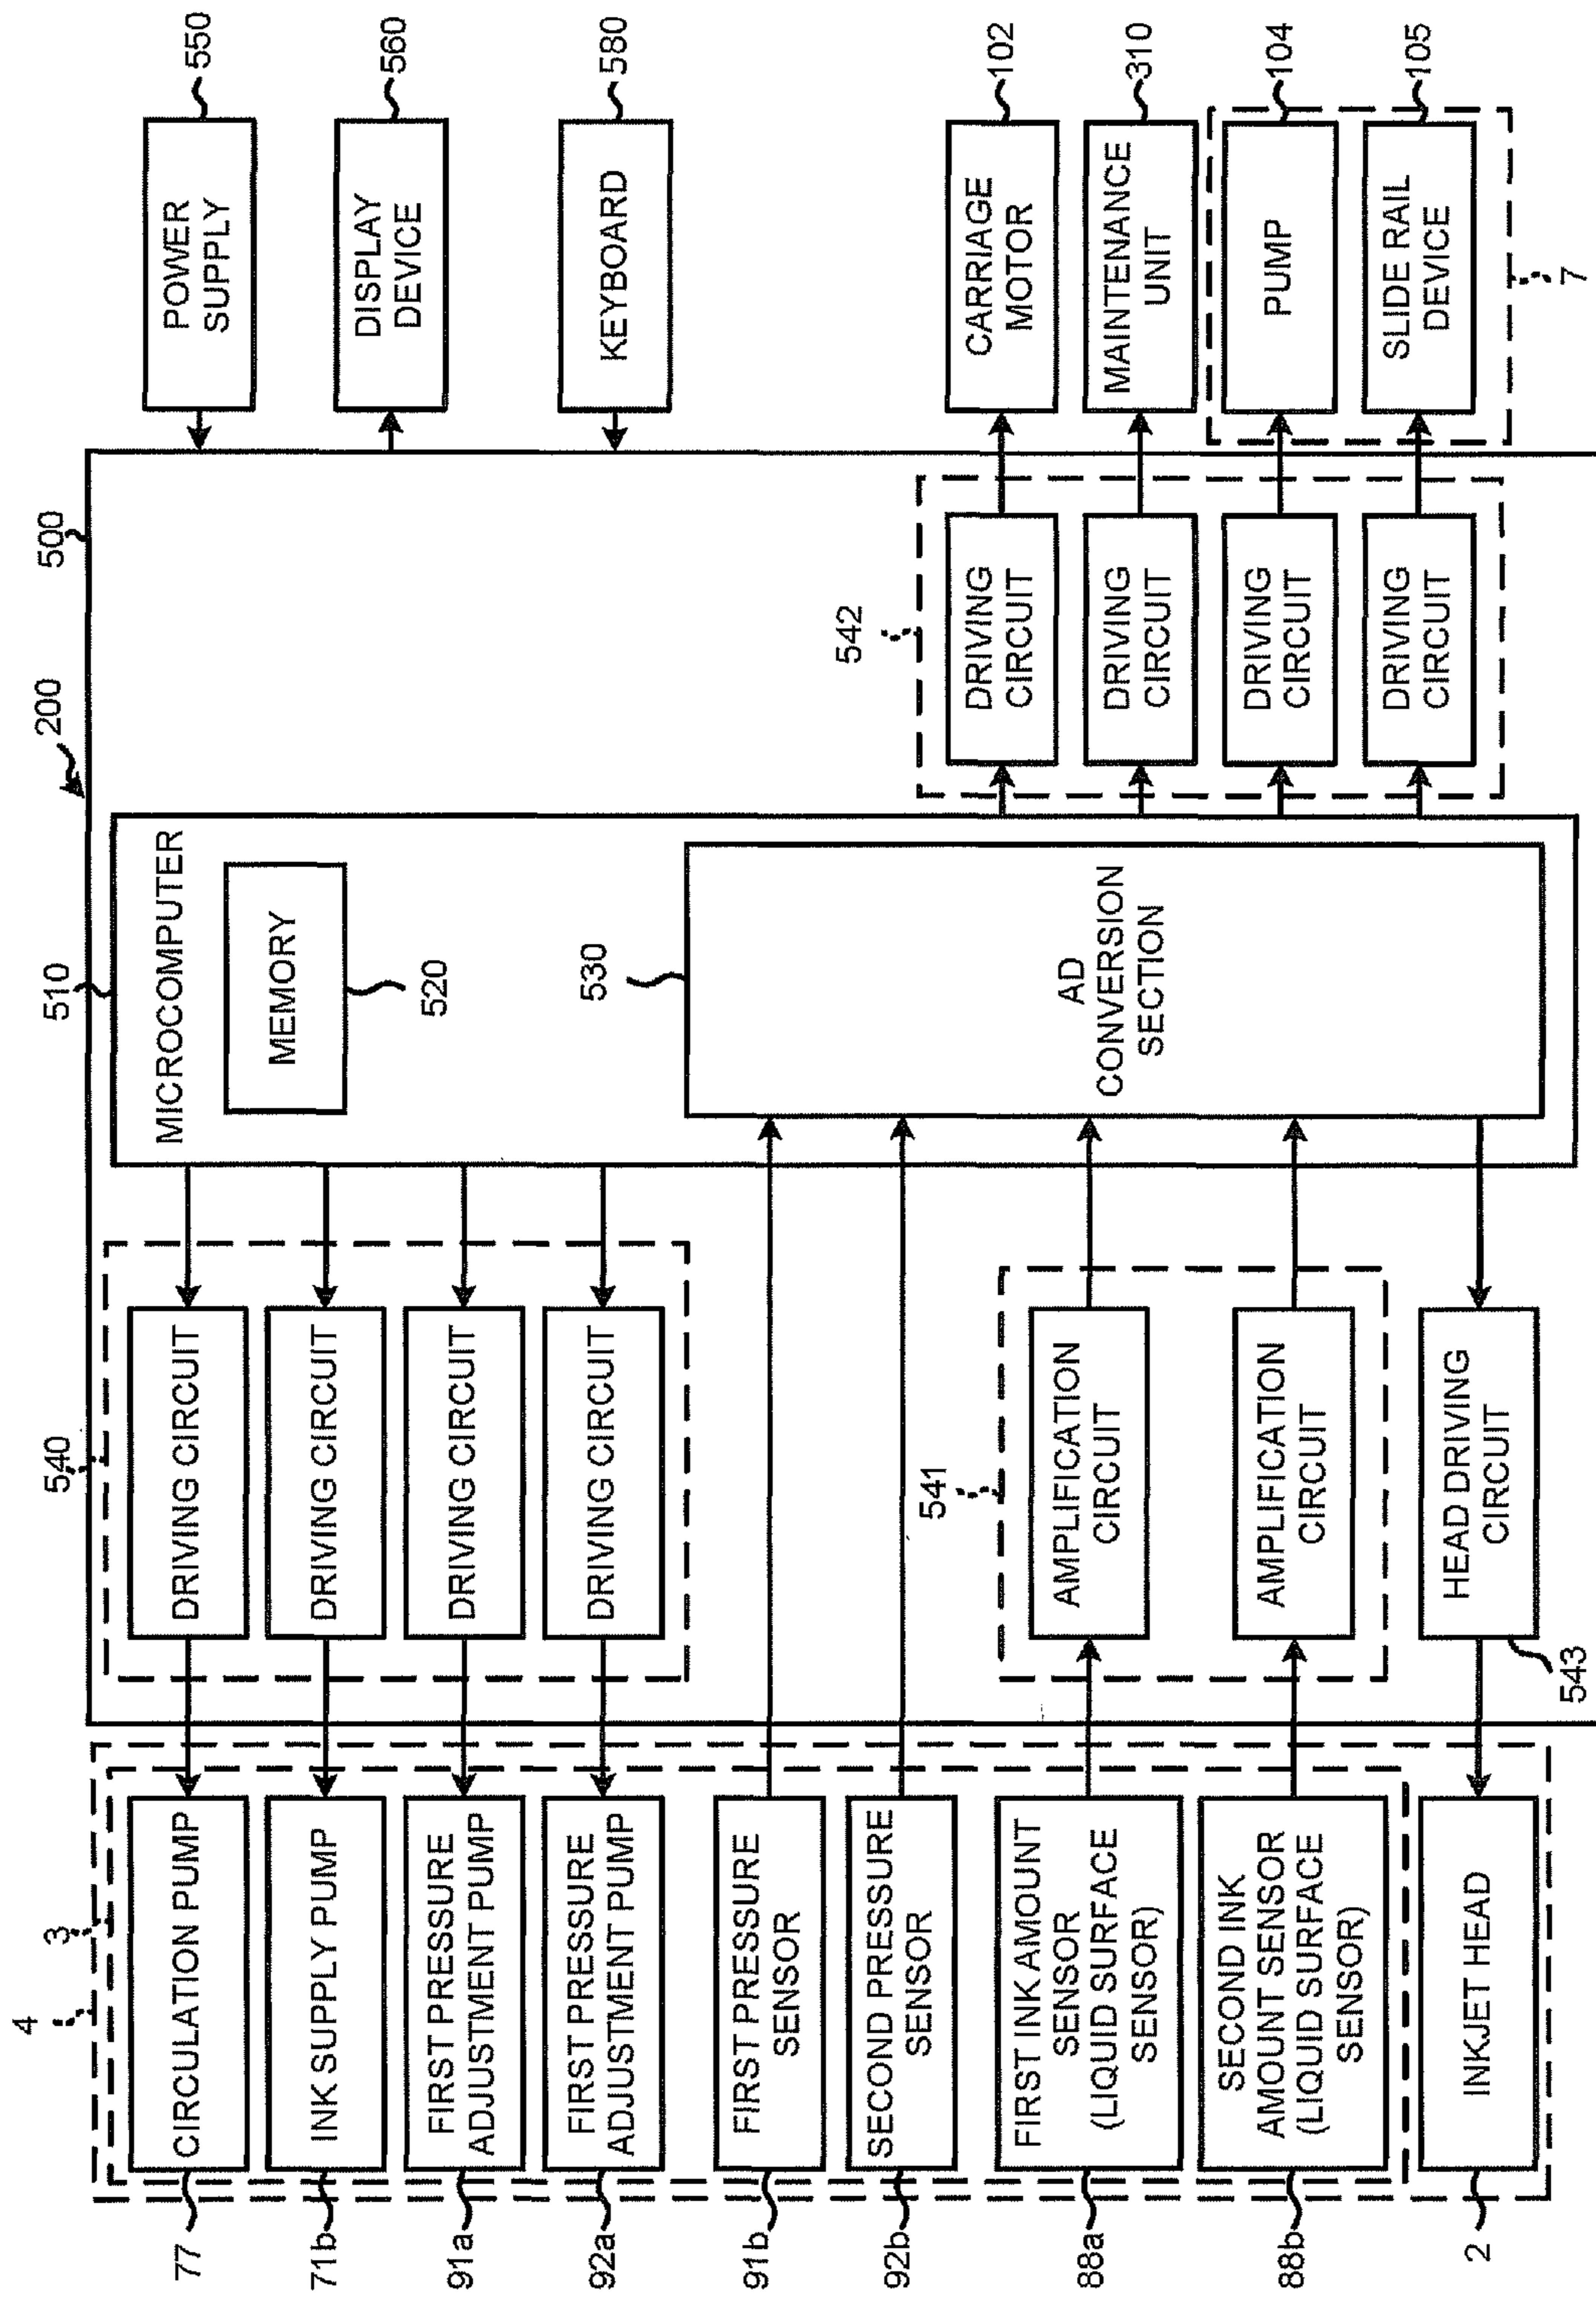 200
500
4
3
540
510
77
CIRCULATION PUMP
DRIVING CIRCUIT
MICROCOMPUTER
POWER
SUPPLY
550
71b
INK SUPPLY PUMP
DRIVING CIRCUIT
MEMORY
520
DISPLAY
DEVICE
560
91a
FIRST PRESSURE
ADJUSTMENT PUMP
DRIVING CIRCUIT
KEYBOARD
580
92a
FIRST PRESSURE
ADJUSTMENT PUMP
DRIVING CIRCUIT
530
91b
FIRST PRESSURE
SENSOR
92b
SECOND PRESSURE
SENSOR
541
542
88a
FIRST INK AMOUNT
SENSOR
(LIQUID SURFACE
SENSOR)
AMPLIFICATION
CIRCUIT
AD
CONVERSION
SECTION
DRIVING
CIRCUIT
CARRIAGE
MOTOR
102
DRIVING
CIRCUIT
MAINTENANCE
UNIT
310
88b
SECOND INK
AMOUNT SENSOR
(LIQUID SURFACE
SENSOR)
AMPLIFICATION
CIRCUIT
DRIVING
CIRCUIT
PUMP
104
2
INKJET HEAD
HEAD DRIVING
CIRCUIT
543
DRIVING
CIRCUIT
SLIDE RAIL
DEVICE
105
7